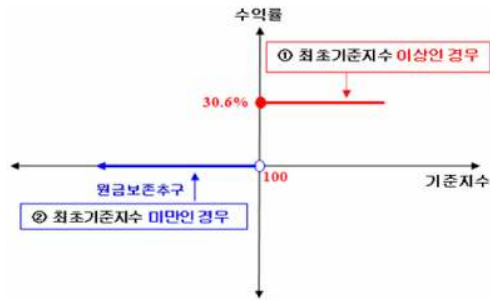 수익률
① 최초기준지수 이상인 경우
30.6%
100
기준지수
원금보존추구
② 최초기준지수 미만인 경우